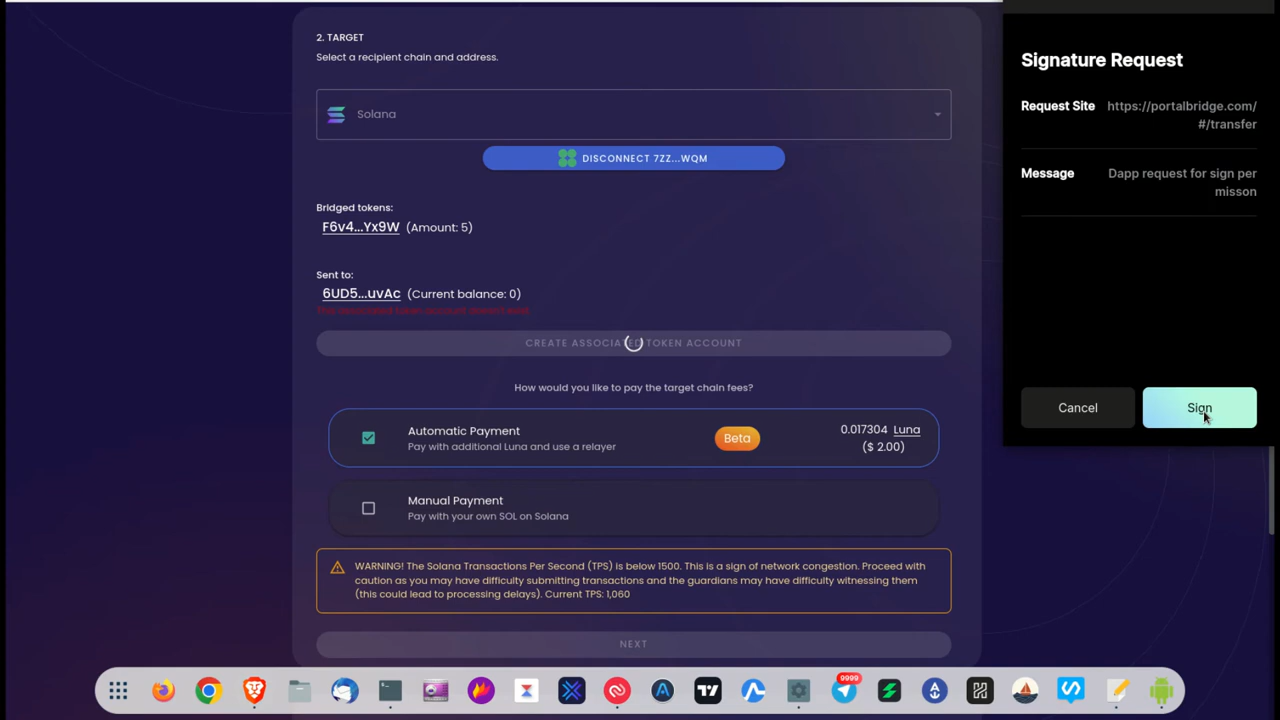 2. TARGET
Select a recipient chain and address.
Solana
DISCONNECT 7ZZ...WQM
Bridged tokens:
F6v4...Yx9W (Amount: 5)
Sent to:
6UD5...uvAc (Current balance: 0)
CREATE ASSOCIATED TOKEN ACCOUNT
How would you like to pay the target chain fees?
Automatic Payment
Pay with additional Luna and use a relayer
Beta
0.017304 Luna
($ 2.00)
Manual Payment
Pay with your own SOL on Solana
WARNING! The Solana Transactions Per Second (TPS) is below 1500. This is a sign of network congestion. Proceed with
caution as you may have difficulty submitting transactions and the guardians may have difficulty witnessing them
(this could lead to processing delays). Current TPS: 1,060
NEXT
Signature Request
Request Site https://portalbridge.com/
#/transfer
Message Dapp request for sign per
misson
Cancel
Sign
9999